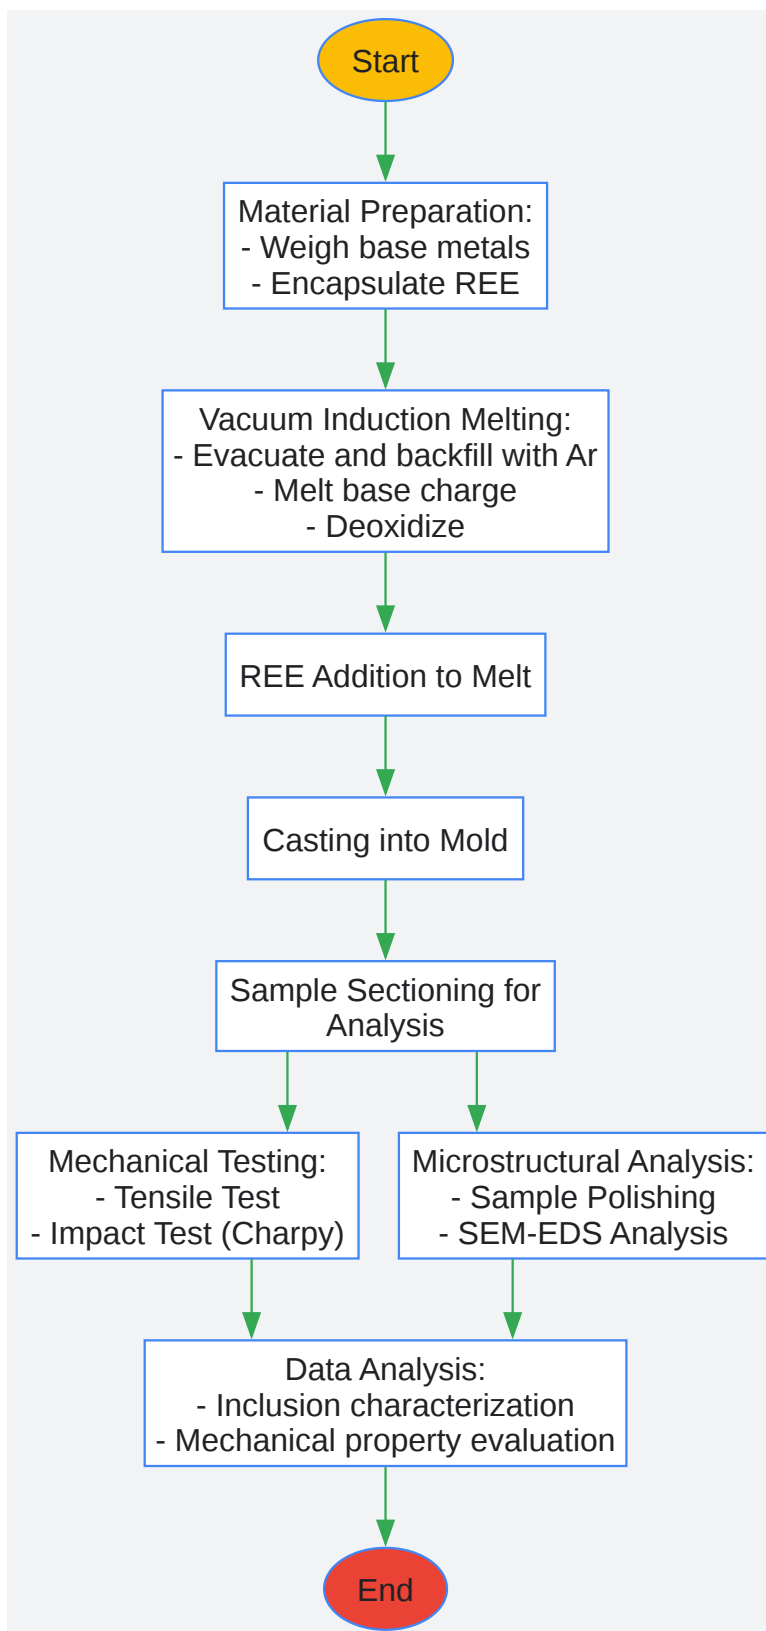 Start
Material Preparation:
- Weigh base metals
- Encapsulate REE
Vacuum Induction Melting:
- Evacuate and backfill with Ar
- Melt base charge
- Deoxidize
REE Addition to Melt
Casting into Mold
Sample Sectioning for
Analysis
Mechanical Testing:
- Tensile Test
- Impact Test (Charpy)
Microstructural Analysis:
- Sample Polishing
- SEM-EDS Analysis
Data Analysis:
- Inclusion characterization
- Mechanical property evaluation
End